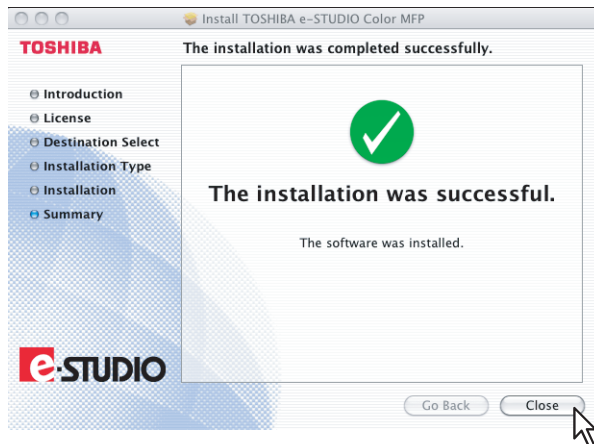 Install TOSHIBA e-STUDIO Color MFP
TOSHIBA
The installation was completed successfully.
Introduction
License
Destination Select
Installation Type
Installation
Summary
The installation was successful.
The software was installed.
e-STUDIO
Go Back
Close